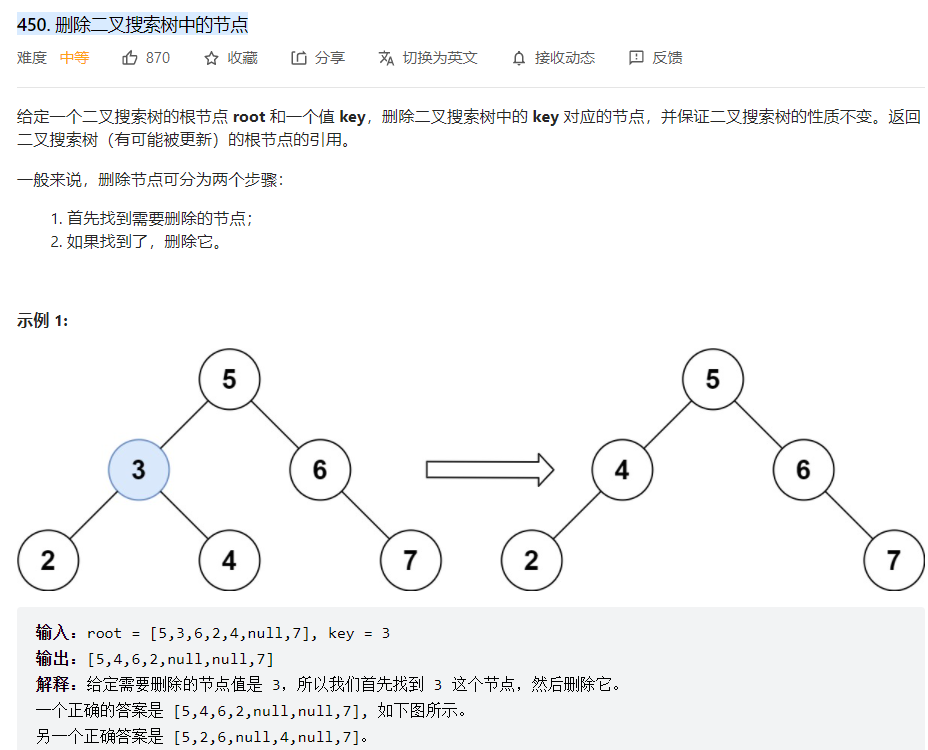 450. 删除二叉搜索树中的节点
难度 中等 870 收藏 分享 切换为英文 接收动态 反馈
给定一个二叉搜索树的根节点 root 和一个值 key，删除二叉搜索树中的 key 对应的节点，并保证二叉搜索树的性质不变。返回
二叉搜索树（有可能被更新）的根节点的引用。
一般来说，删除节点可分为两个步骤：
1. 首先找到需要删除的节点；
2. 如果找到了，删除它。
示例 1:
5 5
3 6 4 6
2 4 7 2 7
输入：root = [5,3,6,2,4,null,7], key = 3
输出：[5,4,6,2,null,null,7]
解释：给定需要删除的节点值是 3，所以我们首先找到 3 这个节点，然后删除它。
一个正确的答案是 [5,4,6,2,null,null,7], 如下图所示。
另一个正确答案是 [5,2,6,null,4,null,7]。